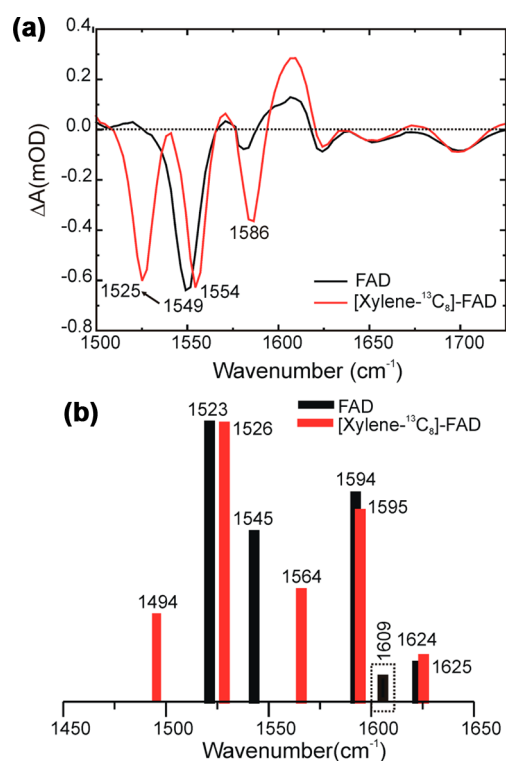 (a)
0.4
0.2
0.0
-0.2
-0.4
-0.6
-0.8
ΔA(mOD)
1586
1525
1549
1554
FAD
[Xylene-¹³C₈]-FAD
1500 1550 1600 1650 1700
Wavenumber (cm⁻¹)
(b)
FAD
[Xylene-¹³C₈]-FAD
1523
1526
1545
1594
1595
1564
1494
1609
1624
1625
1450 1500 1550 1600 1650
Wavenumber(cm⁻¹)